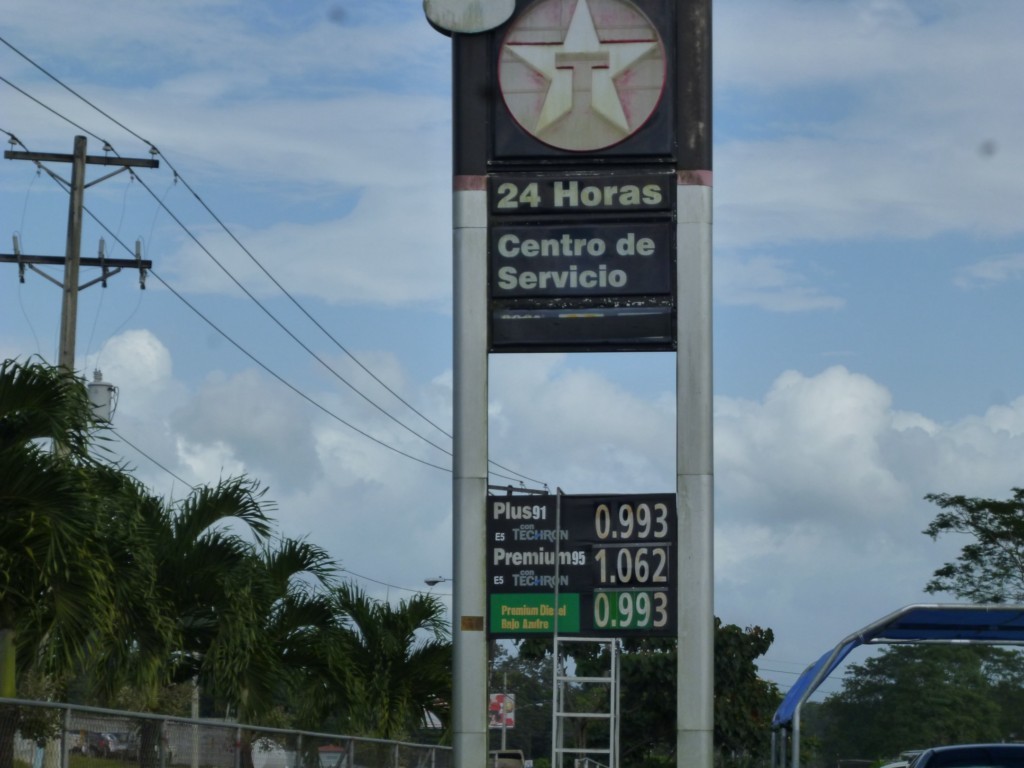 T
24 Horas
Centro de
Servicio
Plus91
0.993
E5 con TECHRON
Premium95
1.062
E5 con TECHRON
Premium Diesel
Bajo Azufre
0.993